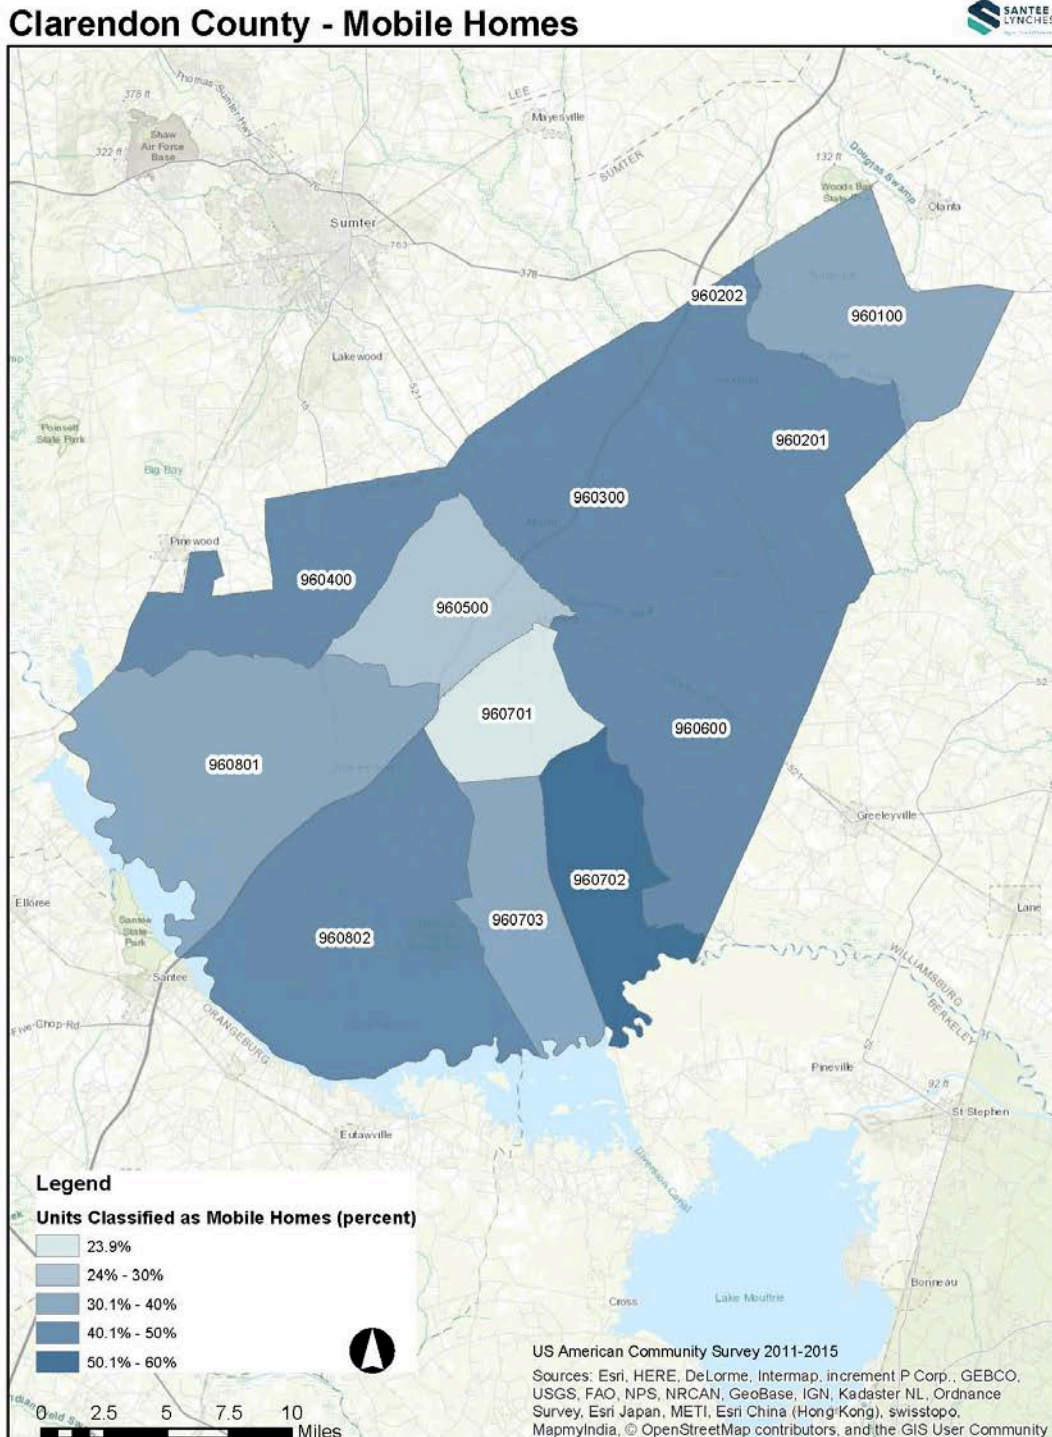 Clarendon County - Mobile Homes
SANTEE
LYNCHES
Thomas-Sumter-Hwy
378 ft
LEE
Mayesville
Shaw
Air Force
Base
322 ft
SUMTER
132 ft
Douglas Swamp
Woods Bay
State
Olanta
76
Sumter
763
378
960202
960100
Lakewood
521
15
Poinsett
State Park
960201
Big Bay
960300
Pinewood
960400
960500
52
960701
960600
960801
521
Greeleyville
960702
Elloree
Lane
Santee
State
Park
960703
960802
WILLIAMSBURG
Santee
BERKELEY
ORANGEBURG
Five-Chop-Rd
52
Pineville
92 ft
St Stephen
Eutawville
Diversion Canal
Legend
Units Classified as Mobile Homes (percent)
23.9%
24% - 30%
30.1% - 40%
40.1% - 50%
50.1% - 60%
Bonneau
Cross
Lake Moultrie
US American Community Survey 2011-2015
Sources: Esri, HERE, DeLorme, Intermap, increment P Corp., GEBCO,
USGS, FAO, NPS, NRCAN, GeoBase, IGN, Kadaster NL, Ordnance
Survey, Esri Japan, METI, Esri China (Hong Kong), swisstopo,
MapmyIndia, © OpenStreetMap contributors, and the GIS User Community
0 2.5 5 7.5 10
Miles